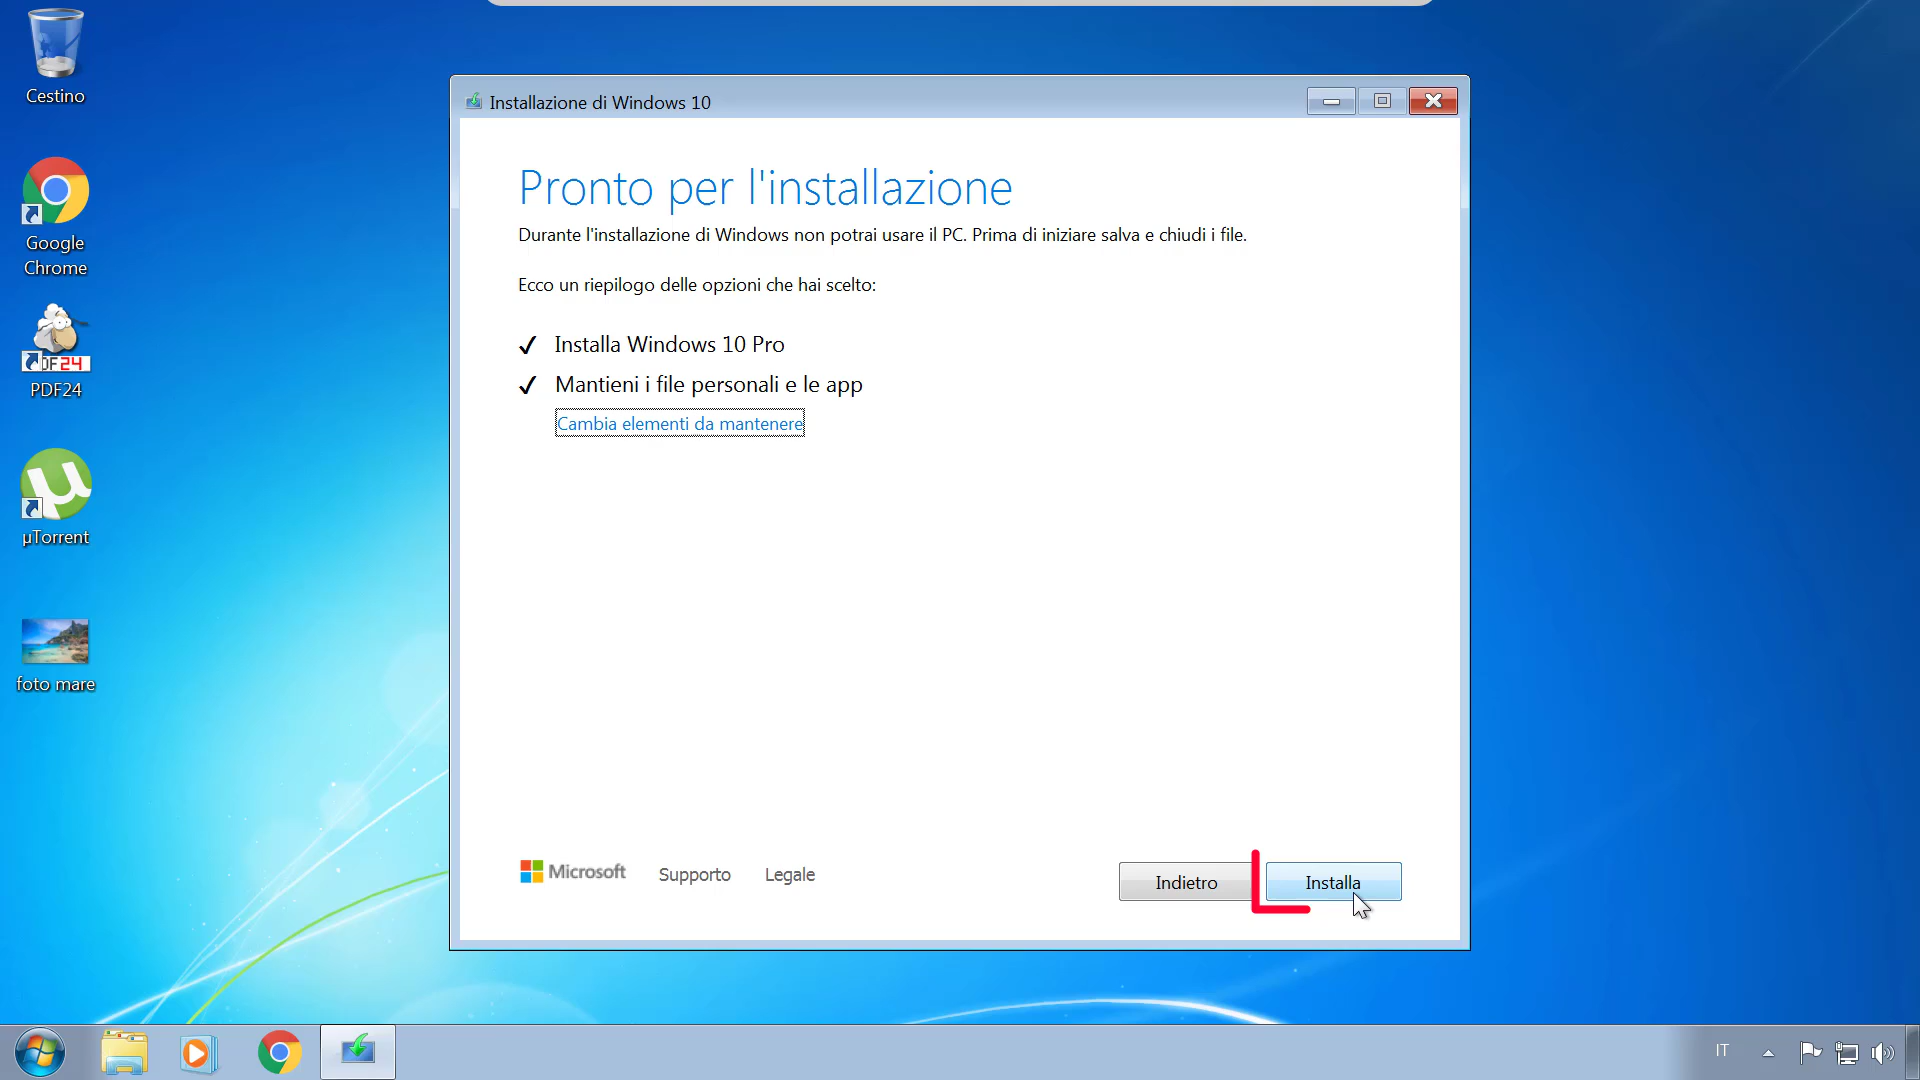 Cestino
Google
Chrome
DF24
PDF24
µ
µTorrent
foto mare
Installazione di Windows 10
Pronto per l'installazione
Durante l'installazione di Windows non potrai usare il PC. Prima di iniziare salva e chiudi i file.
Ecco un riepilogo delle opzioni che hai scelto:
Installa Windows 10 Pro
Mantieni i file personali e le app
Cambia elementi da mantenere
Microsoft
Supporto
Legale
Indietro
Installa
IT